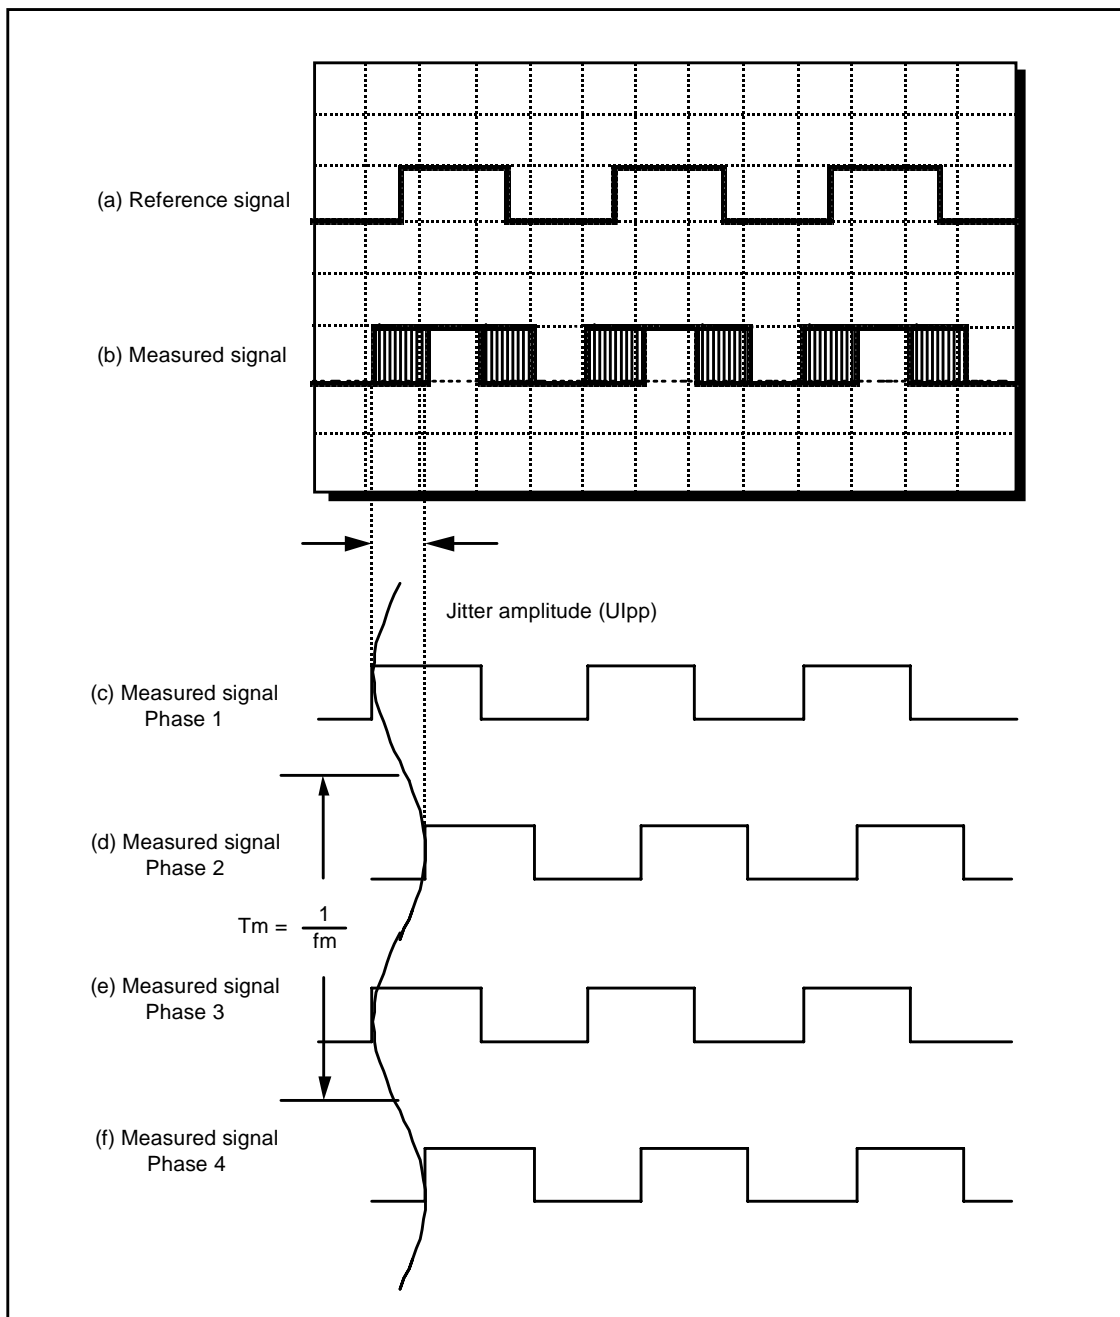 (a) Reference signal
(b) Measured signal
Jitter amplitude (UIpp)
(c) Measured signal
Phase 1
(d) Measured signal
Phase 2
Tm = 1
fm
(e) Measured signal
Phase 3
(f) Measured signal
Phase 4